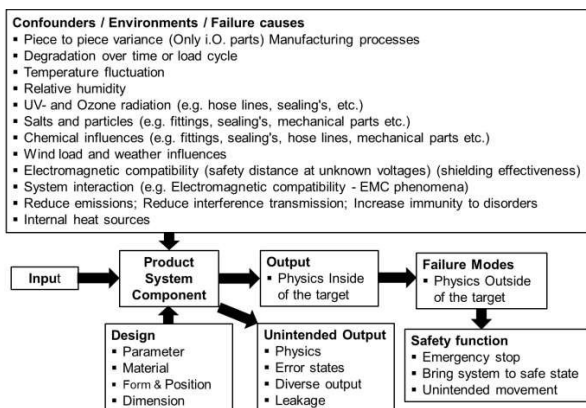 Confounders / Environments / Failure causes
▪ Piece to piece variance (Only i.O. parts) Manufacturing processes
▪ Degradation over time or load cycle
▪ Temperature fluctuation
▪ Relative humidity
▪ UV- and Ozone radiation (e.g. hose lines, sealing's, etc.)
▪ Salts and particles (e.g. fittings, sealing's, mechanical parts etc.)
▪ Chemical influences (e.g. fittings, sealing's, hose lines, mechanical parts etc.)
▪ Wind load and weather influences
▪ Electromagnetic compatibility (safety distance at unknown voltages) (shielding effectiveness)
▪ System interaction (e.g. Electromagnetic compatibility - EMC phenomena)
▪ Reduce emissions; Reduce interference transmission; Increase immunity to disorders
▪ Internal heat sources
Input
Product
System
Component
Output
▪ Physics Inside
of the target
Failure Modes
▪ Physics Outside
of the target
Design
▪ Parameter
▪ Material
▪ Form & Position
▪ Dimension
Unintended Output
▪ Physics
▪ Error states
▪ Diverse output
▪ Leakage
Safety function
▪ Emergency stop
▪ Bring system to safe state
▪ Unintended movement